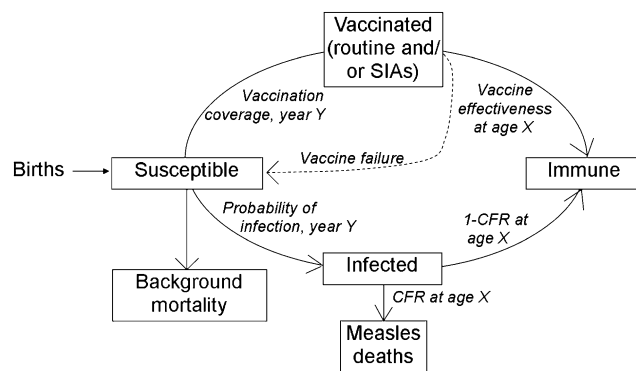 Vaccinated
(routine and/
or SIAs)
Vaccination
coverage, year Y
Vaccine
effectiveness
at age X
Vaccine failure
Births
Susceptible
Immune
Probability of
infection, year Y
1-CFR at
age X
Infected
Background
mortality
CFR at age X
Measles
deaths